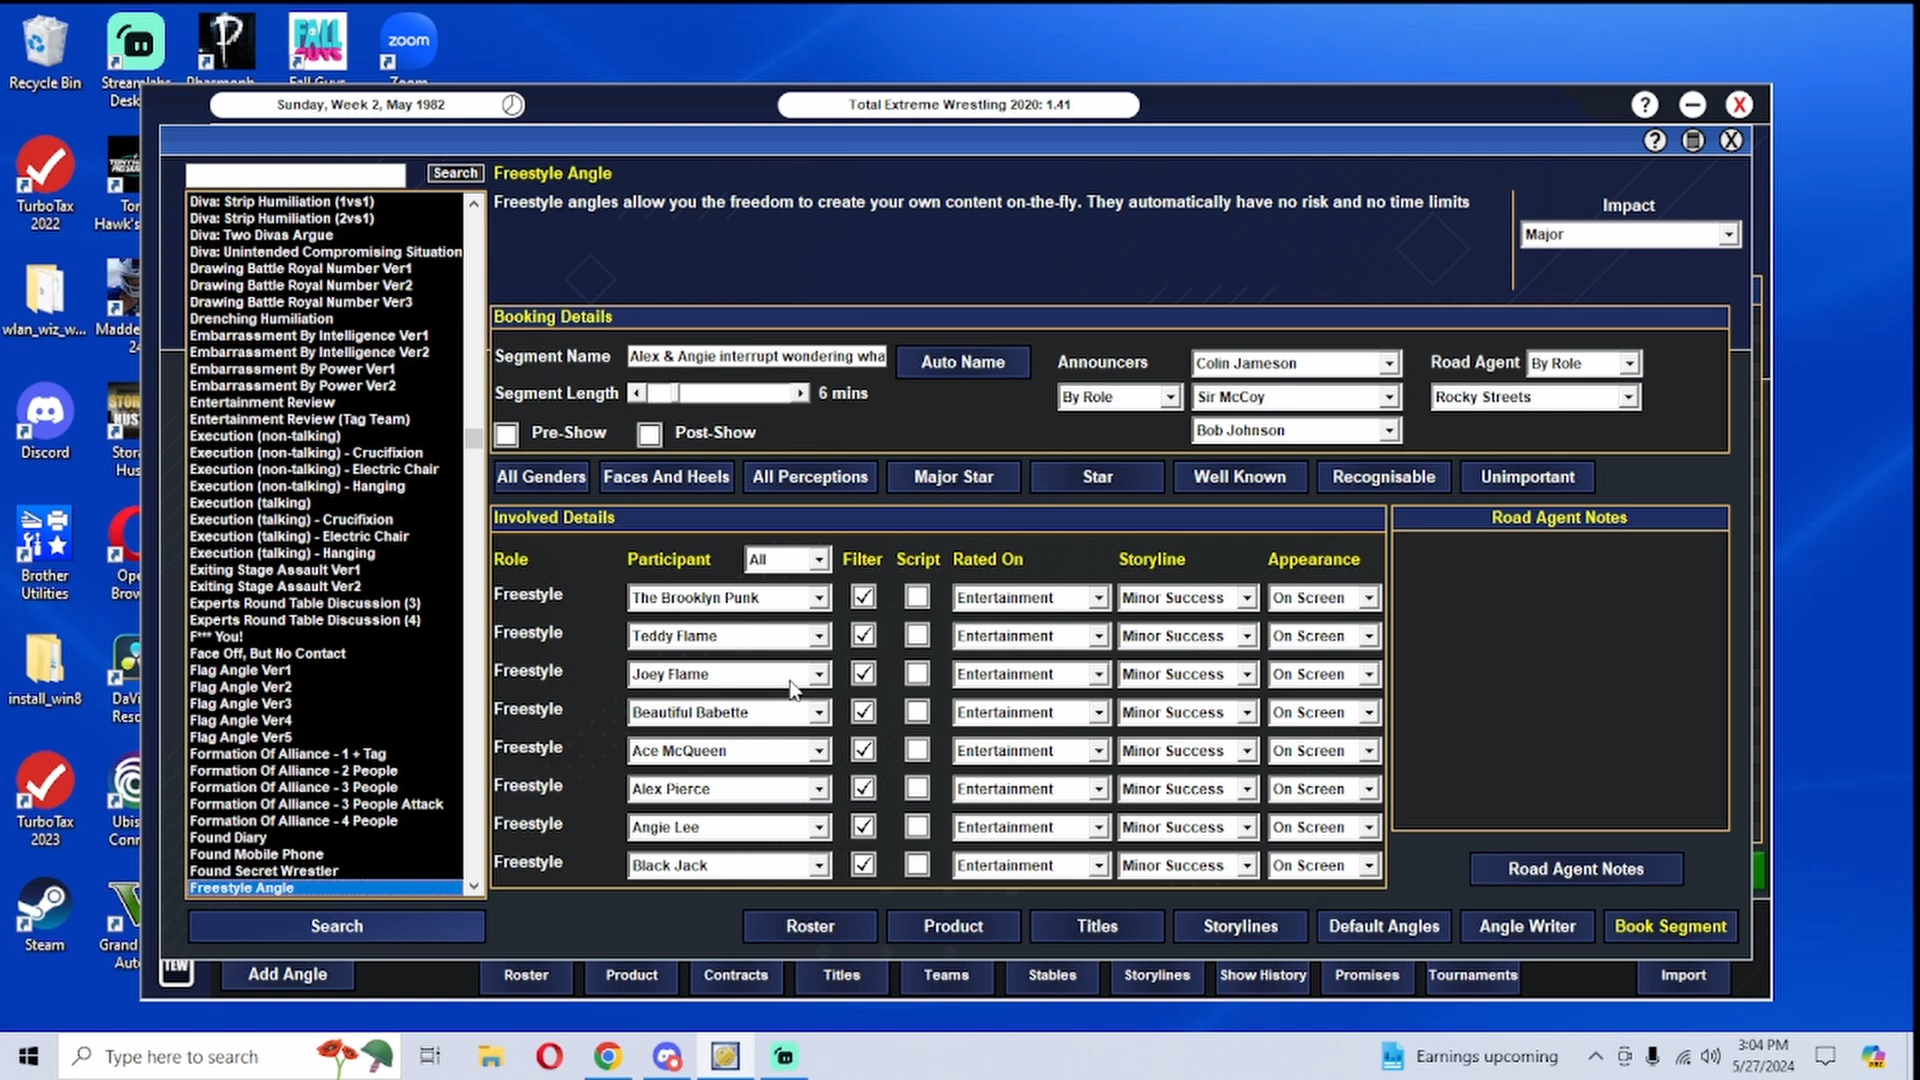 Recycle Bin
Streamlabs
Desk...
Phasmoph...
Fall Guys
zoom
Zoom
TurboTax
2022
Hawk's
wlan_wiz_w...
Madde
24
Discord
Brother
Utilities
install_win8
TurboTax
2023
Steam
Sunday, Week 2, May 1982
Total Extreme Wrestling 2020: 1.41
? – X
? X
Search
Diva: Strip Humiliation (1vs1)
Diva: Strip Humiliation (2vs1)
Diva: Two Divas Argue
Diva: Unintended Compromising Situation
Drawing Battle Royal Number Ver1
Drawing Battle Royal Number Ver2
Drawing Battle Royal Number Ver3
Drenching Humiliation
Embarrassment By Intelligence Ver1
Embarrassment By Intelligence Ver2
Embarrassment By Power Ver1
Embarrassment By Power Ver2
Entertainment Review
Entertainment Review (Tag Team)
Execution (non-talking)
Execution (non-talking) - Crucifixion
Execution (non-talking) - Electric Chair
Execution (non-talking) - Hanging
Execution (talking)
Execution (talking) - Crucifixion
Execution (talking) - Electric Chair
Execution (talking) - Hanging
Exiting Stage Assault Ver1
Exiting Stage Assault Ver2
Experts Round Table Discussion (3)
Experts Round Table Discussion (4)
F*** You!
Face Off, But No Contact
Flag Angle Ver1
Flag Angle Ver2
Flag Angle Ver3
Flag Angle Ver4
Flag Angle Ver5
Formation Of Alliance - 1 + Tag
Formation Of Alliance - 2 People
Formation Of Alliance - 3 People
Formation Of Alliance - 3 People Attack
Formation Of Alliance - 4 People
Found Diary
Found Mobile Phone
Found Secret Wrestler
Freestyle Angle
Search
Freestyle Angle
Freestyle angles allow you the freedom to create your own content on-the-fly. They automatically have no risk and no time limits
Impact
Major
Booking Details
Segment Name Alex & Angie interrupt wondering wha Auto Name
Segment Length 6 mins
Pre-Show Post-Show
Announcers
By Role
Colin Jameson
Sir McCoy
Bob Johnson
Road Agent By Role
Rocky Streets
All Genders Faces And Heels All Perceptions Major Star Star Well Known Recognisable Unimportant
Involved Details
Role Participant All Filter Script Rated On Storyline Appearance
Freestyle The Brooklyn Punk Entertainment Minor Success On Screen
Freestyle Teddy Flame Entertainment Minor Success On Screen
Freestyle Joey Flame Entertainment Minor Success On Screen
Freestyle Beautiful Babette Entertainment Minor Success On Screen
Freestyle Ace McQueen Entertainment Minor Success On Screen
Freestyle Alex Pierce Entertainment Minor Success On Screen
Freestyle Angie Lee Entertainment Minor Success On Screen
Freestyle Black Jack Entertainment Minor Success On Screen
Road Agent Notes
Road Agent Notes
Roster Product Titles Storylines Default Angles Angle Writer Book Segment
TEW Add Angle Roster Product Contracts Titles Teams Stables Storylines Show History Promises Tournaments Import
Type here to search
Earnings upcoming
3:04 PM
5/27/2024